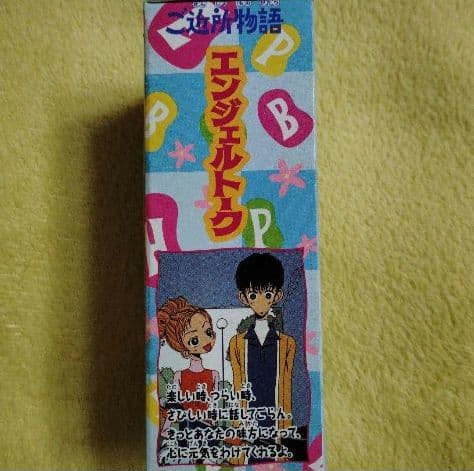 ご近所物語
エンジェルトーク
楽しい時、つらい時、
さびしい時に話してごらん。
きっとあなたの味方になって、
心に元気をわけてくれるよ。
P
R
B
H
P